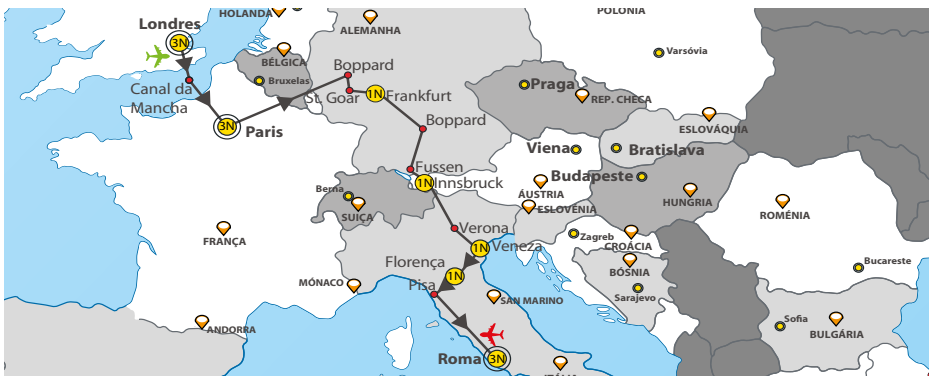 HOLANDA
POLONIA
Londres
ALEMANHA
3N
Varsóvia
BÉLGICA
Boppard
Bruxelas
Praga
Canal da
Mancha
St. Goar
1N
Frankfurt
REP. CHECA
3N
Paris
Boppard
ESLOVÁQUIA
Viena
Bratislava
Fussen
Budapeste
1N
Innsbruck
Berna
SUIÇA
ÁUSTRIA
HUNGRIA
ESLOVÉNIA
ROMÉNIA
Verona
Zagreb
FRANÇA
1N
Veneza
CROÁCIA
Florença
BÓSNIA
Bucareste
1N
MÓNACO
Pisa
SAN MARINO
Sarajevo
Sofia
ANDORRA
BULGÁRIA
Roma
3N
ITÁLIA